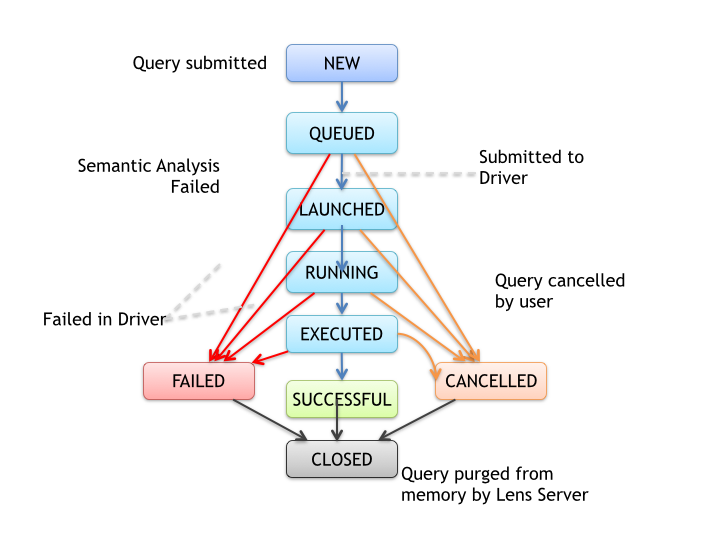 Query submitted
NEW
QUEUED
Submitted to
Driver
Semantic Analysis
Failed
LAUNCHED
RUNNING
Query cancelled
by user
Failed in Driver
EXECUTED
FAILED
CANCELLED
SUCCESSFUL
CLOSED
Query purged from
memory by Lens Server